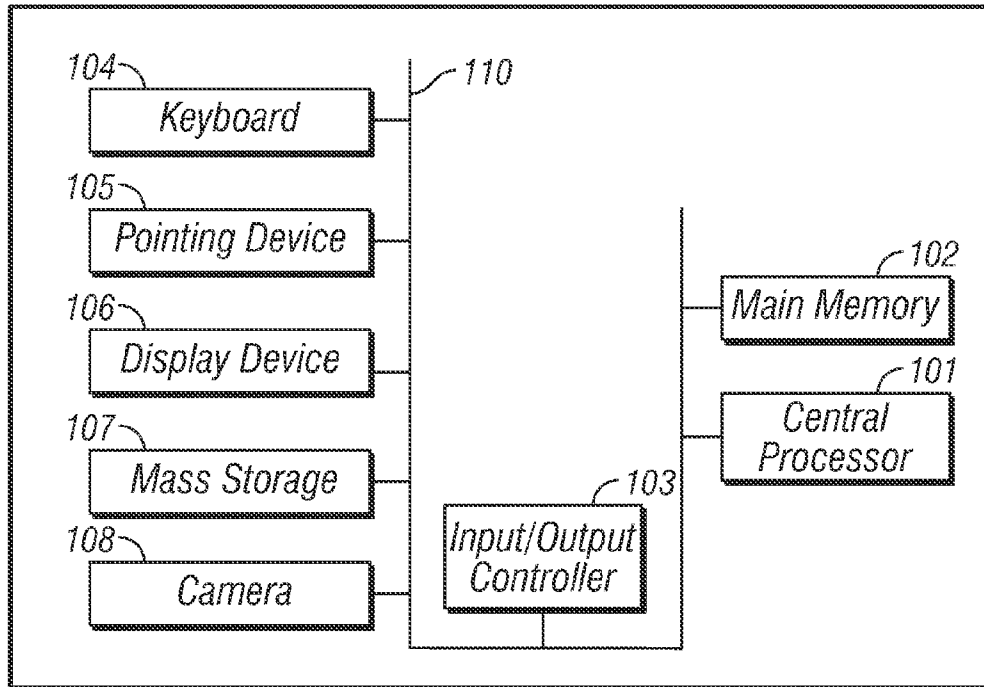 104
Keyboard
110
105
Pointing Device
106
Display Device
107
Mass Storage
108
Camera
103
Input/Output
Controller
102
Main Memory
101
Central
Processor